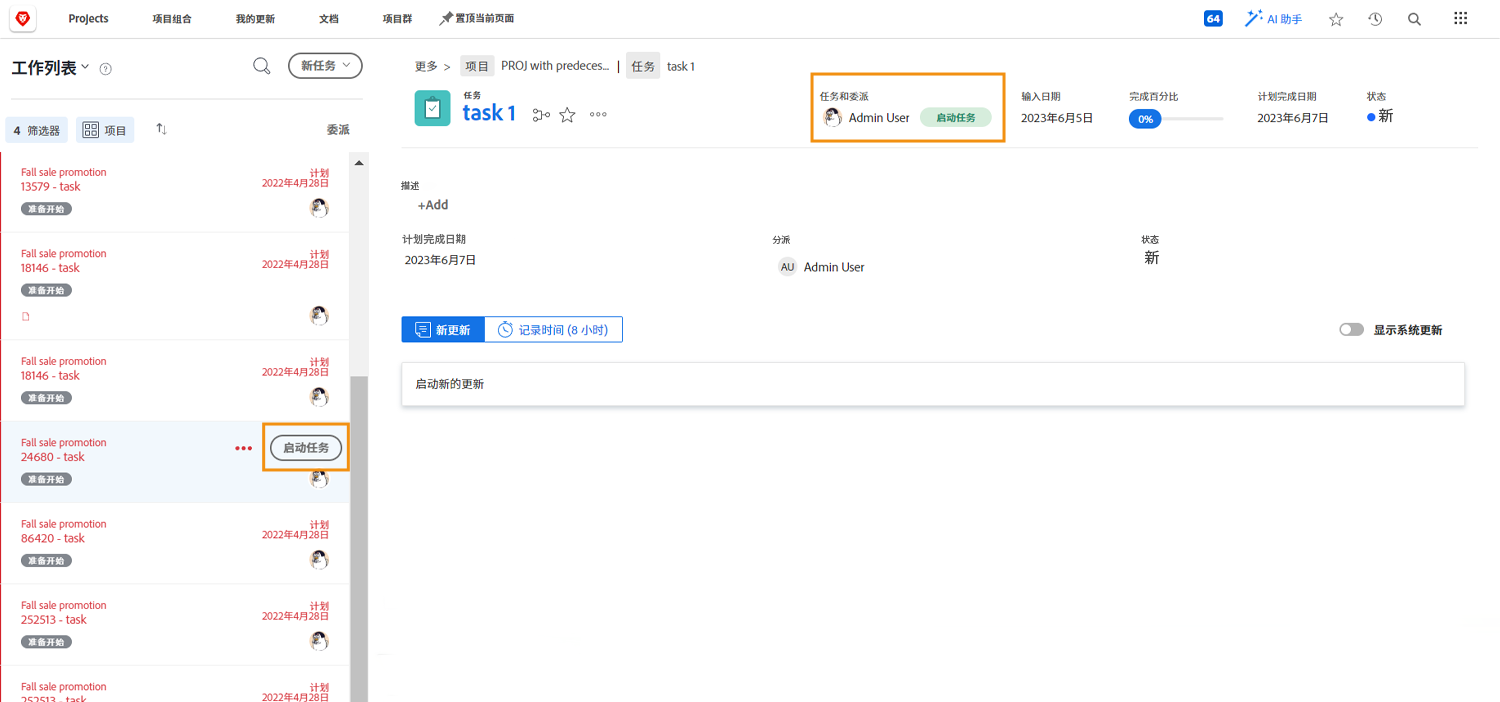 Projects 项目组合 我的更新 文档 项目群 置顶当前页面 64 AI 助手
工作列表 ? 新任务
4 筛选器 项目 委派
Fall sale promotion 计划
13579 - task 2022年4月28日
准备开始
Fall sale promotion 计划
18146 - task 2022年4月28日
准备开始
Fall sale promotion 计划
18146 - task 2022年4月28日
准备开始
Fall sale promotion
24680 - task 启动任务
准备开始
Fall sale promotion 计划
86420 - task 2022年4月28日
准备开始
Fall sale promotion 计划
252513 - task 2022年4月28日
准备开始
Fall sale promotion 计划
252513 - task 2022年4月28日
更多 > 项目 PROJ with predeces... | 任务 task 1
任务
task 1
任务和委派 输入日期 完成百分比 计划完成日期 状态
Admin User 启动任务 2023年6月5日 0% 2023年6月7日 新
描述
+Add
计划完成日期 分派 状态
2023年6月7日 AU Admin User 新
新更新 记录时间 (8 小时) 显示系统更新
启动新的更新